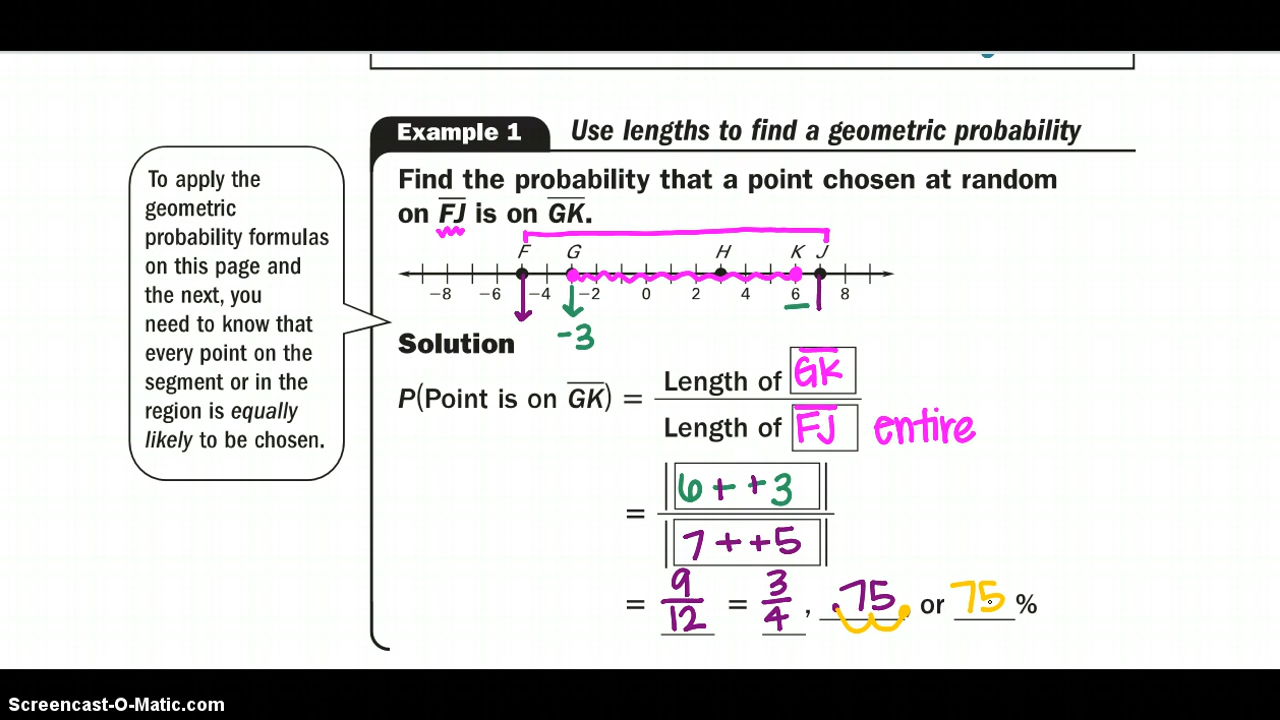 Example 1 Use lengths to find a geometric probability
To apply the
geometric
probability formulas
on this page and
the next, you
need to know that
every point on the
segment or in the
region is equally
likely to be chosen.
Find the probability that a point chosen at random
on FJ is on GK.
F G H K J
-8 -6 -4 -2 0 2 4 6 8
-3
Solution
P(Point is on GK) = Length of GK
Length of FJ entire
= |6 + +3|
|7 + +5|
= 9/12 = 3/4, .75, or 75 %
Screencast-O-Matic.com